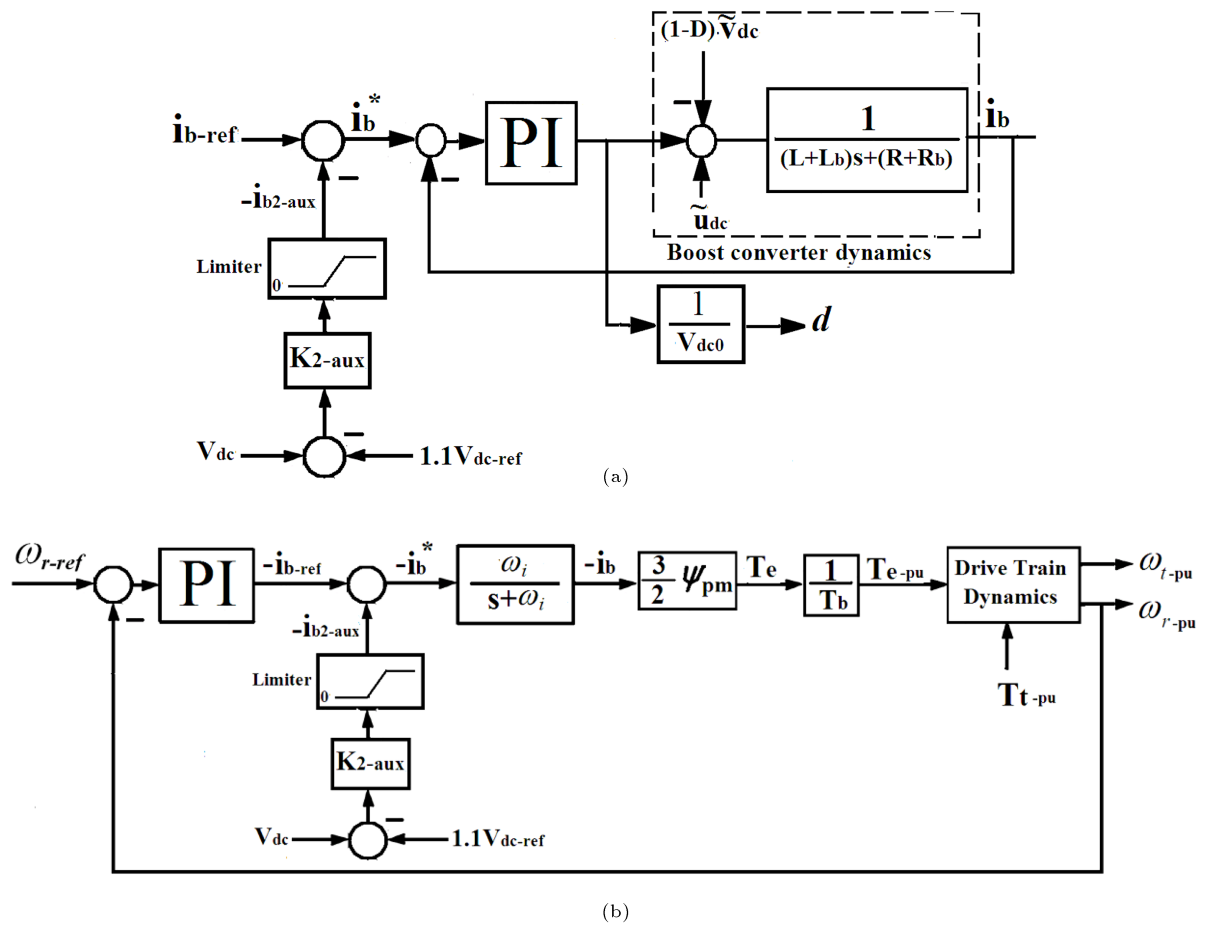 (1-D).ṽdc
ib-ref
ib*
PI
1
(L+Lb)s+(R+Rb)
ib
−
−
−
-ib2-aux
ũdc
Boost converter dynamics
Limiter
0
1
Vdc0
d
K2-aux
−
Vdc
1.1Vdc-ref
(a)
ωr-ref
PI
-ib-ref
-ib*
ωi
s+ωi
-ib
3
2
ψpm
Te
1
Tb
Te-pu
Drive Train
Dynamics
ωt-pu
ωr-pu
−
-ib2-aux
Limiter
0
Tt-pu
K2-aux
−
Vdc
1.1Vdc-ref
(b)